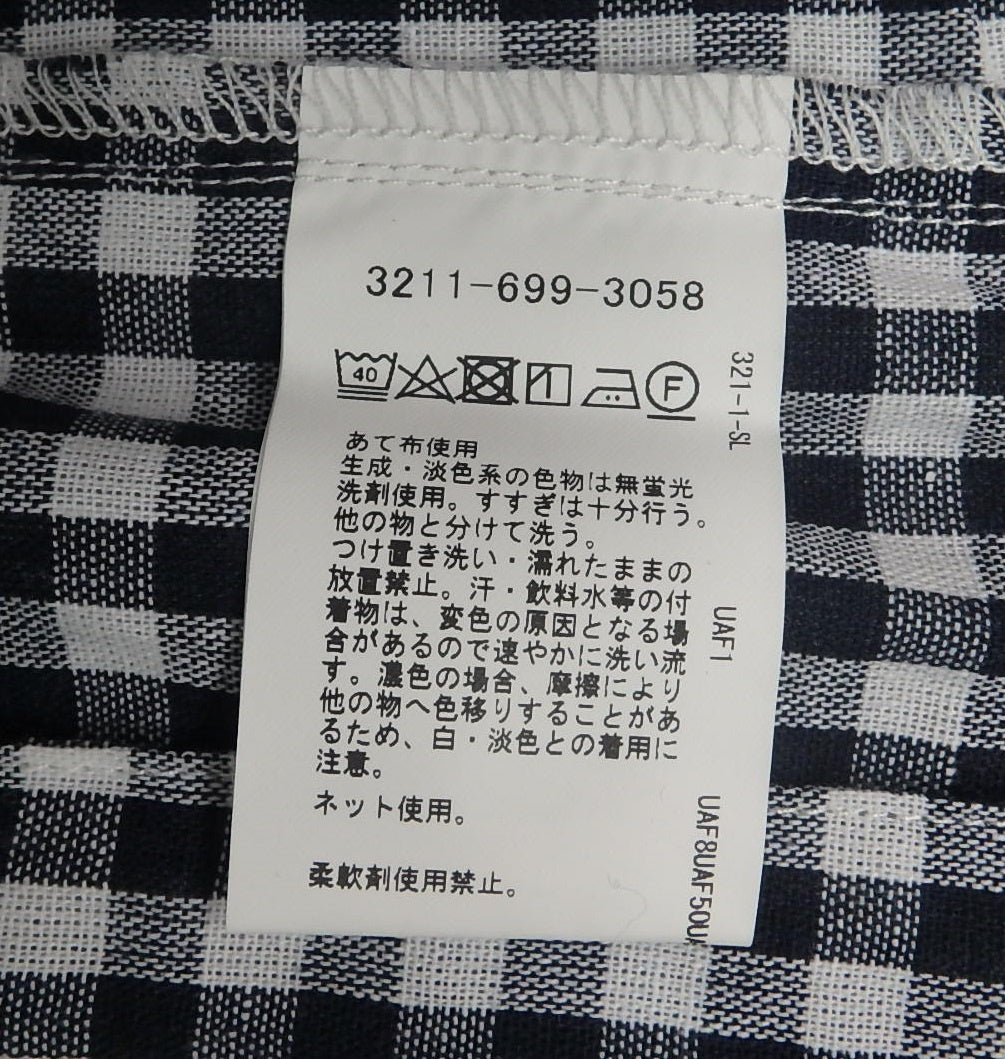 3211-699-3058
40
F
あて布使用
生成・淡色系の色物は無蛍光
洗剤使用。すすぎは十分行う。
他の物と分けて洗う。
つけ置き洗い・濡れたままの
放置禁止。汗・飲料水等の付
着物は、変色の原因となる場
合があるので速やかに洗い流
す。濃色の場合、摩擦により
他の物へ色移りすることがあ
るため、白・淡色との着用に
注意。
ネット使用。
柔軟剤使用禁止。
321-1-SL
UAF1
UAF8UAF50U